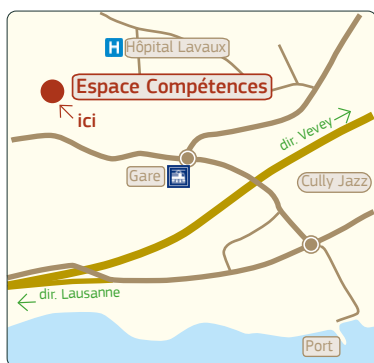 H Hôpital Lavaux
Espace Compétences
ici
dir. Vevey
Gare
Cully Jazz
dir. Lausanne
Port